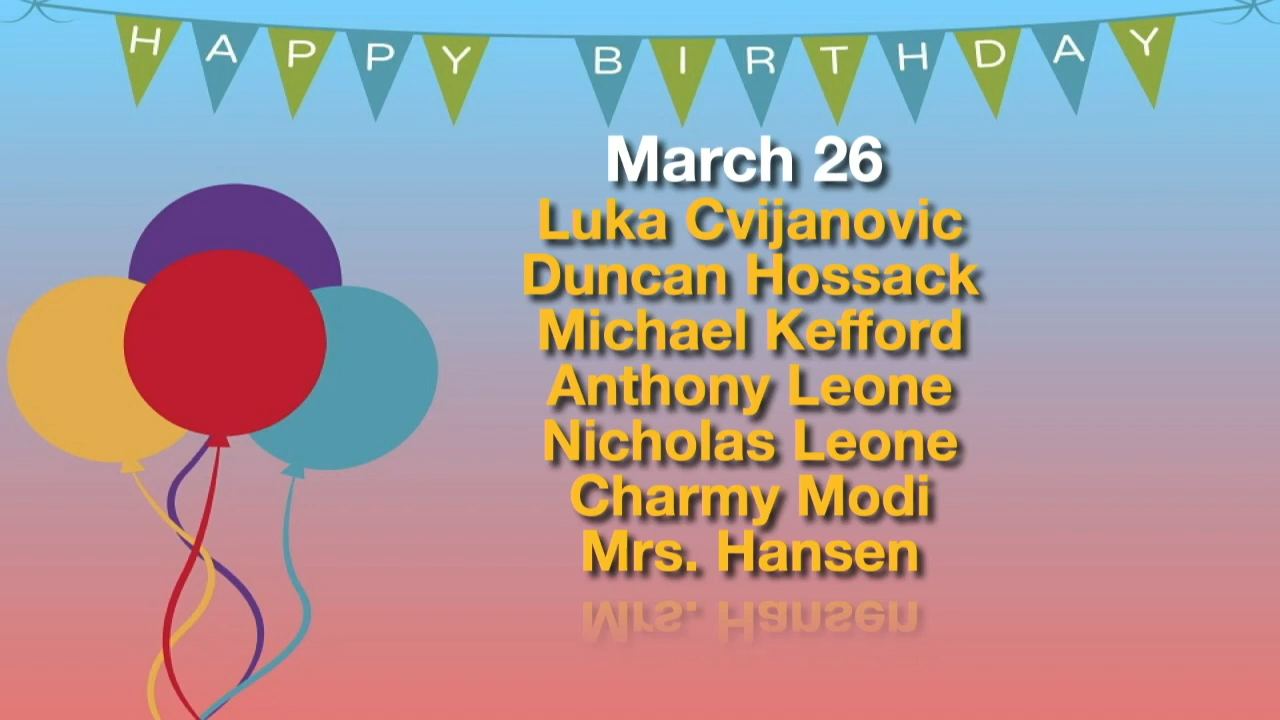 HAPPY BIRTHDAY
March 26
Luka Cvijanovic
Duncan Hossack
Michael Kefford
Anthony Leone
Nicholas Leone
Charmy Modi
Mrs. Hansen